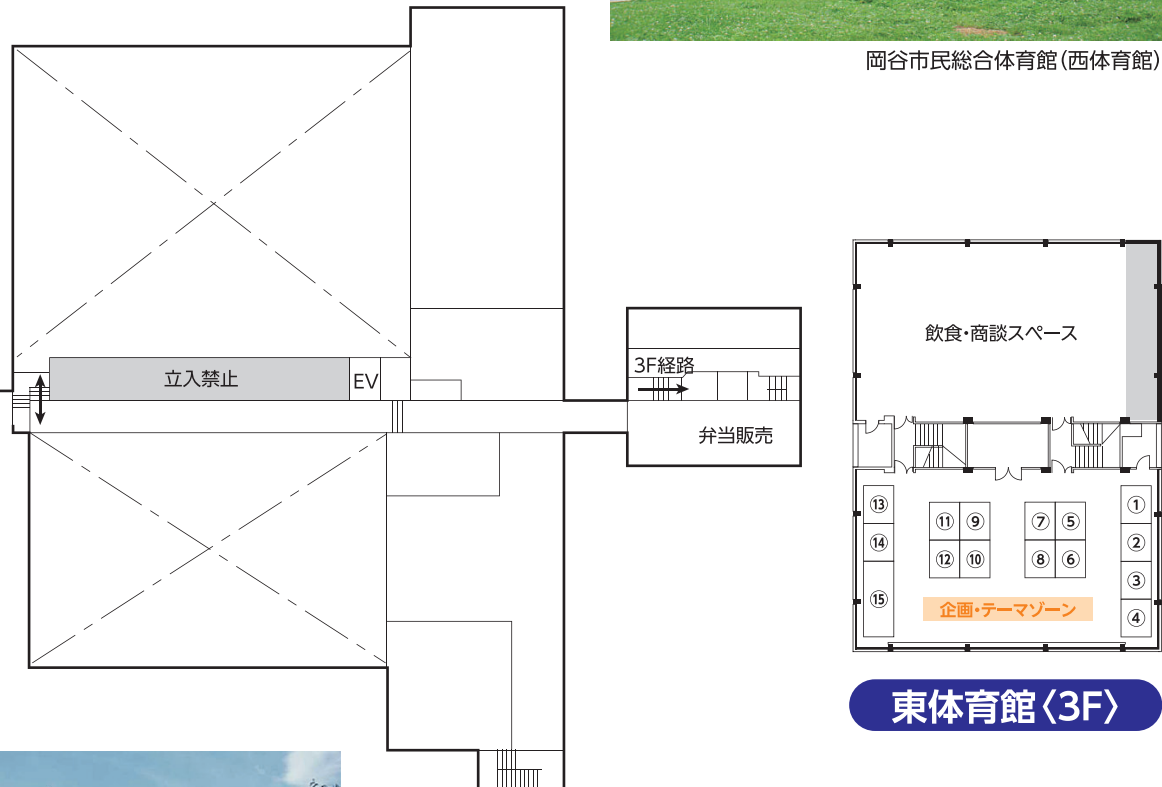 岡谷市民総合体育館(西体育館)
飲食・商談スペース
3F経路
立入禁止
EV
弁当販売
⑬
⑪ ⑨
⑦ ⑤
①
⑭
⑫ ⑩
⑧ ⑥
②
⑮
③
④
企画・テーマゾーン
東体育館〈3F〉